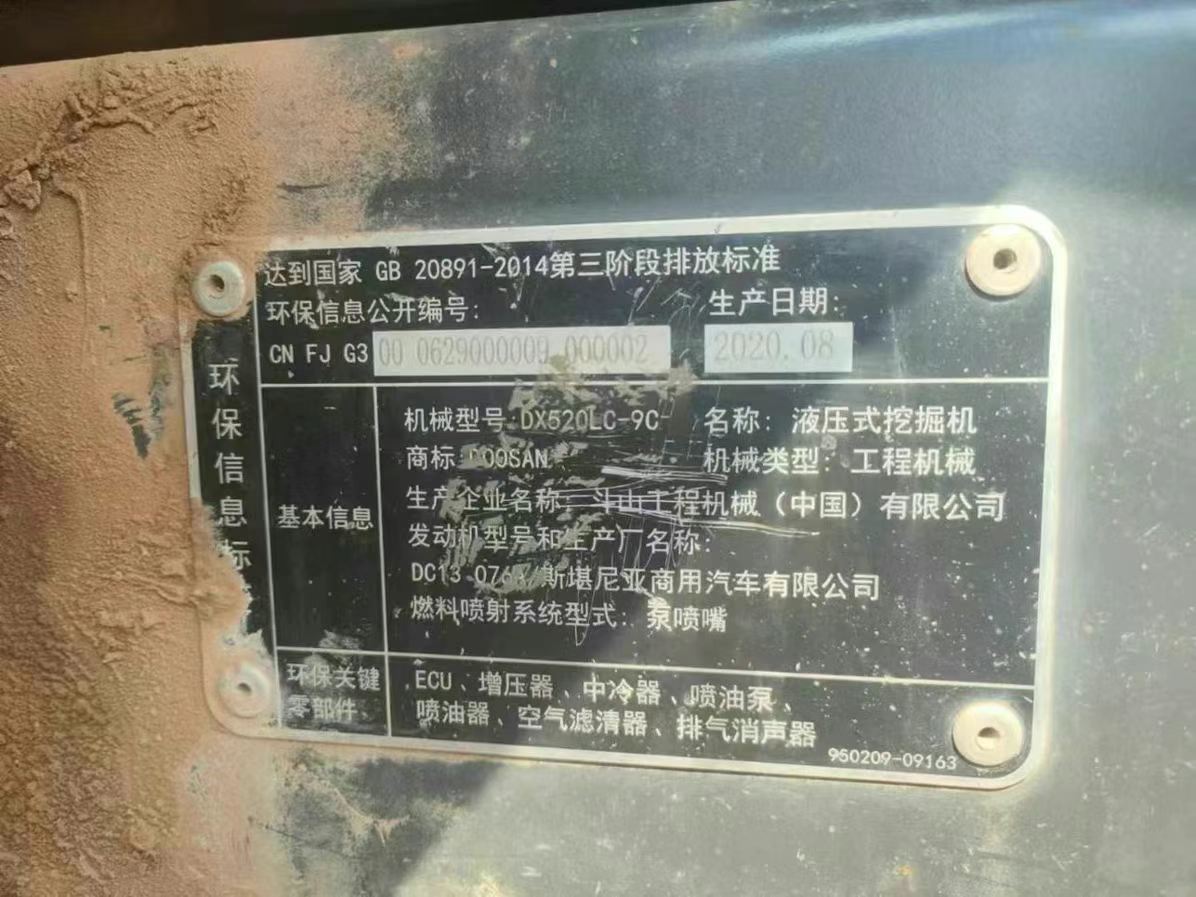 达到国家 GB 20891-2014第三阶段排放标准
环保信息公开编号:
生产日期:
CN FJ G3 00 0629000009 000002
2020.08
环保信息标
基本信息
机械型号:DX520LC-9C 名称: 液压式挖掘机
商标:DOOSAN 机械类型: 工程机械
生产企业名称: 斗山工程机械（中国）有限公司
发动机型号和生产厂名称:
DC13 076A/斯堪尼亚商用汽车有限公司
燃料喷射系统型式: 泵喷嘴
环保关键
零部件
ECU、增压器、中冷器、喷油泵、
喷油器、空气滤清器、排气消声器
950209-09163